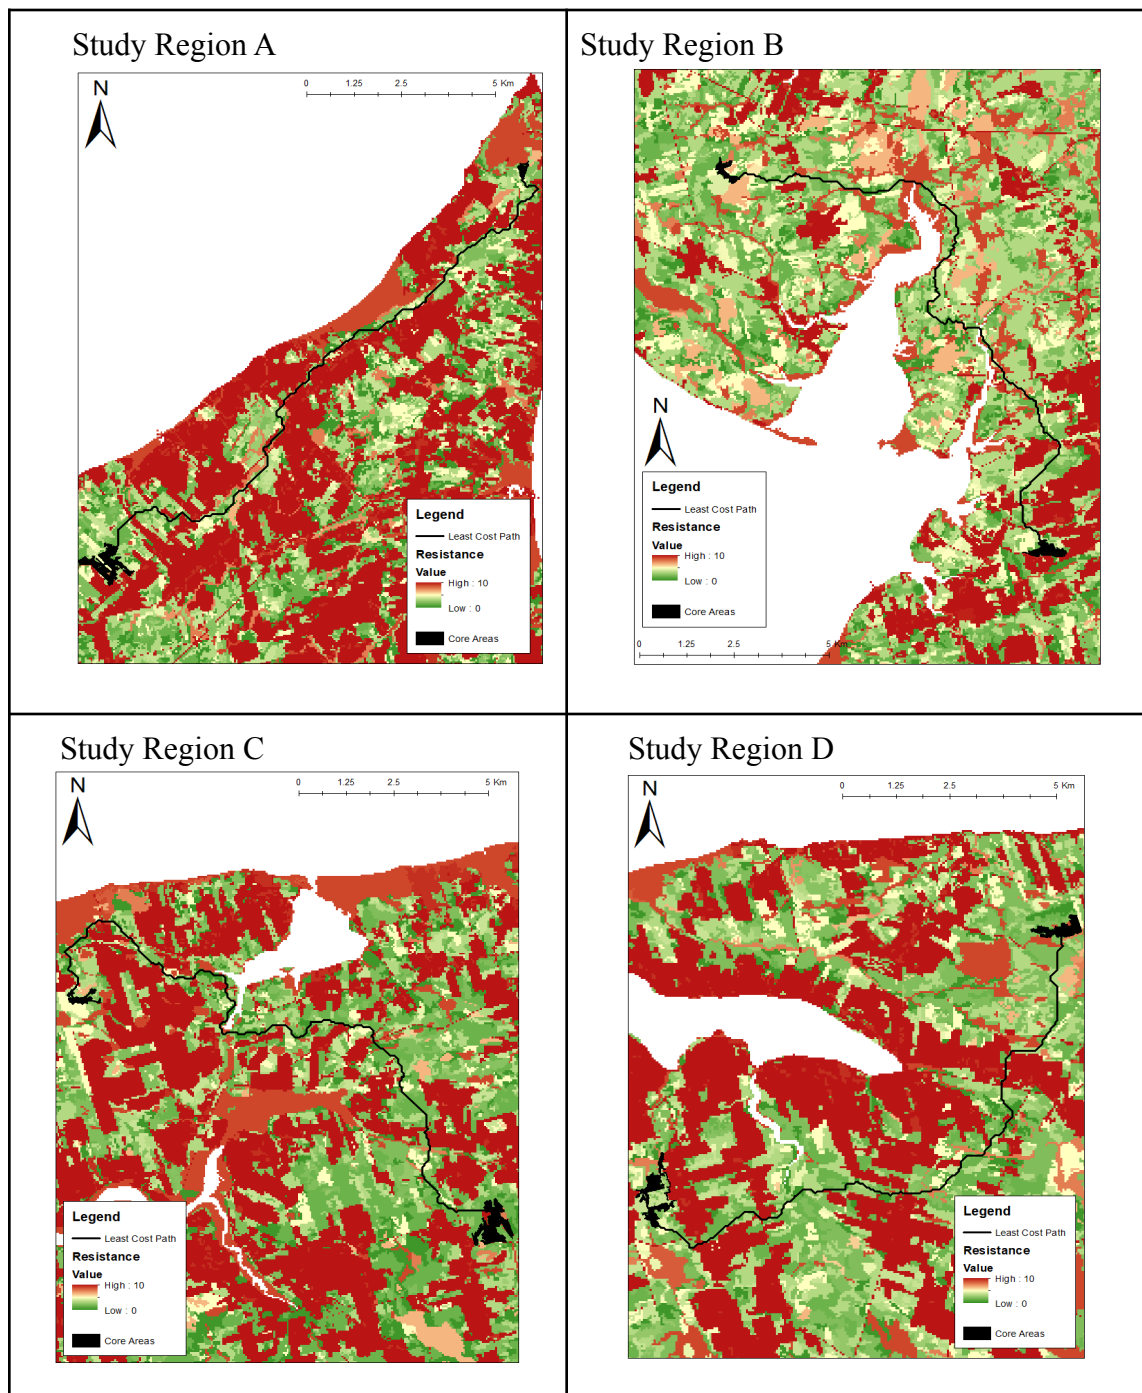 Study Region A
N
0 1.25 2.5 5 Km
Legend
Least Cost Path
Resistance
Value
High : 10
Low : 0
Core Areas
Study Region B
N
Legend
Least Cost Path
Resistance
Value
High : 10
Low : 0
Core Areas
0 1.25 2.5 5 Km
Study Region C
N
0 1.25 2.5 5 Km
Legend
Least Cost Path
Resistance
Value
High : 10
Low : 0
Core Areas
Study Region D
N
0 1.25 2.5 5 Km
Legend
Least Cost Path
Resistance
Value
High : 10
Low : 0
Core Areas